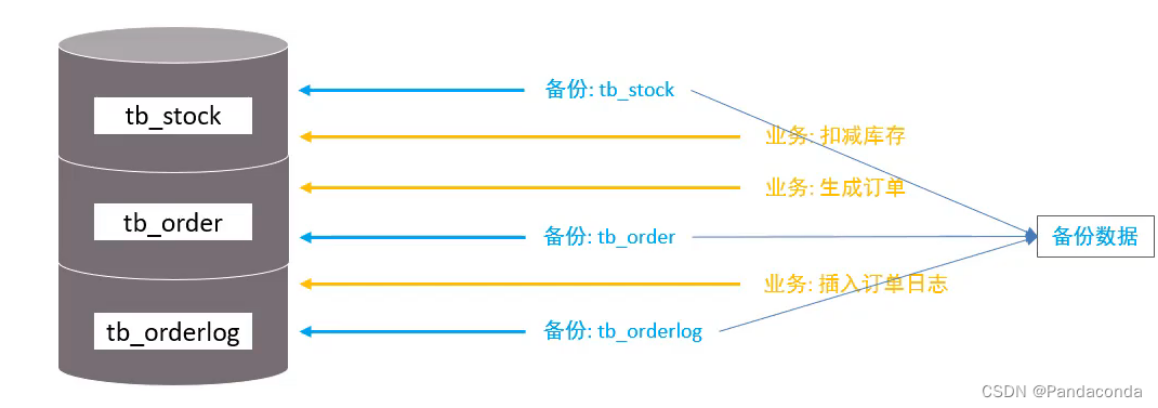 备份: tb_stock
tb_stock
业务: 扣减库存
业务: 生成订单
tb_order
备份: tb_order
备份数据
业务: 插入订单日志
tb_orderlog
备份: tb_orderlog
CSDN @Pandaconda